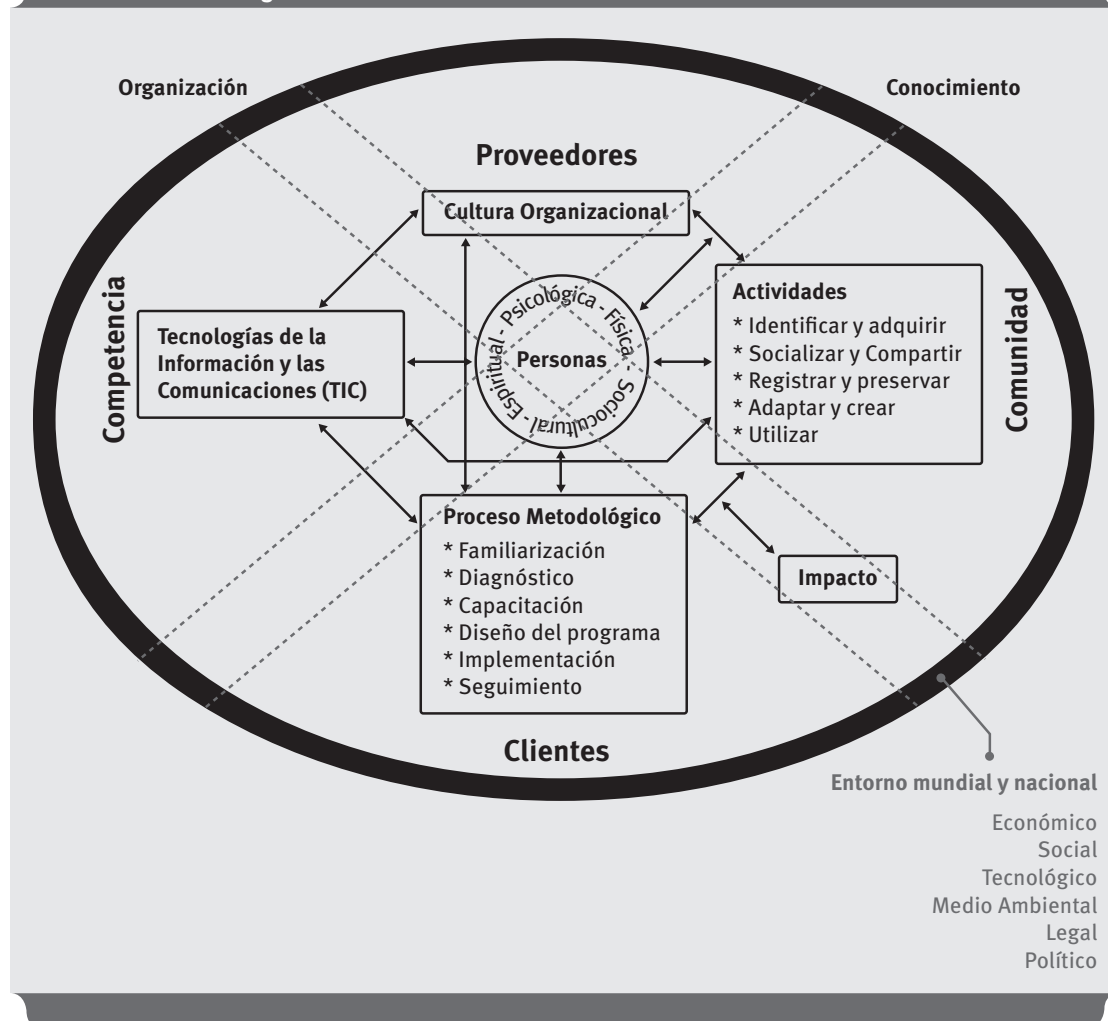 Organización
Conocimiento
Proveedores
Cultura Organizacional
Competencia
Tecnologías de la
Información y las
Comunicaciones (TIC)
Espiritual - Psicológica - Física - Sociocultural -
Personas
Actividades
* Identificar y adquirir
* Socializar y Compartir
* Registrar y preservar
* Adaptar y crear
* Utilizar
Comunidad
Proceso Metodológico
* Familiarización
* Diagnóstico
* Capacitación
* Diseño del programa
* Implementación
* Seguimiento
Impacto
Clientes
Entorno mundial y nacional
Económico
Social
Tecnológico
Medio Ambiental
Legal
Político